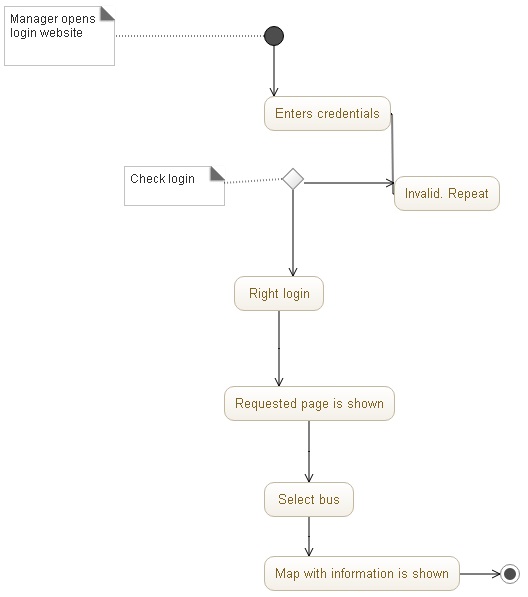 Manager opens
login website
Enters credentials
Check login
Invalid. Repeat
Right login
Requested page is shown
Select bus
Map with information is shown